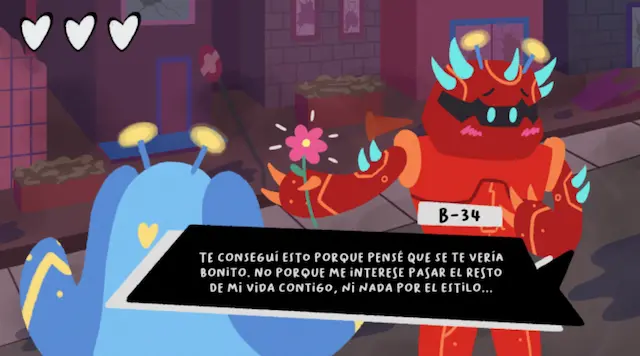 B-34
TE CONSEGUÍ ESTO PORQUE PENSÉ QUE SE TE VERÍA
BONITO. NO PORQUE ME INTERESE PASAR EL RESTO
DE MI VIDA CONTIGO, NI NADA POR EL ESTILO...